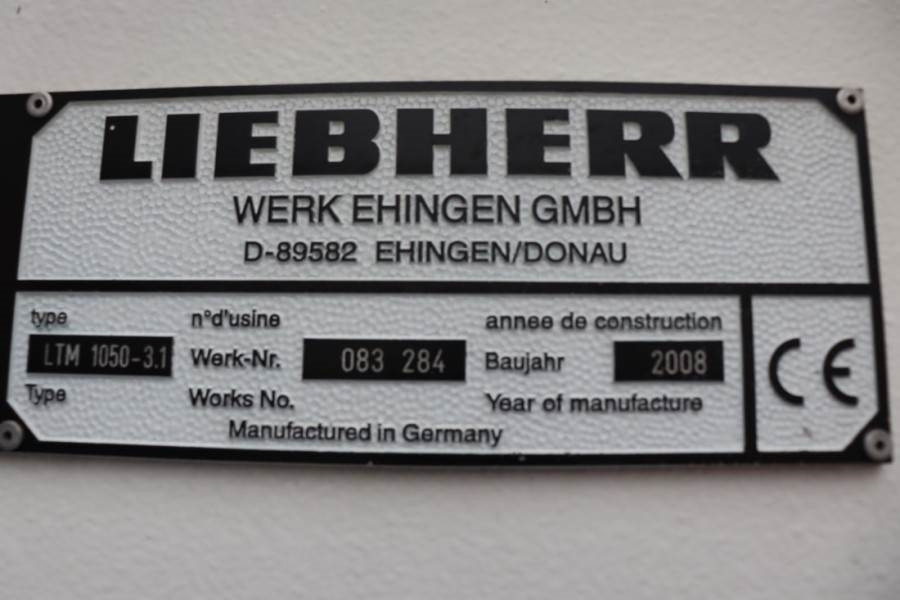 LIEBHERR
WERK EHINGEN GMBH
D-89582 EHINGEN/DONAU
type n°d'usine annee de construction
LTM 1050-3.1 Werk-Nr. 083 284 Baujahr 2008
Type Works No. Year of manufacture
Manufactured in Germany
CE